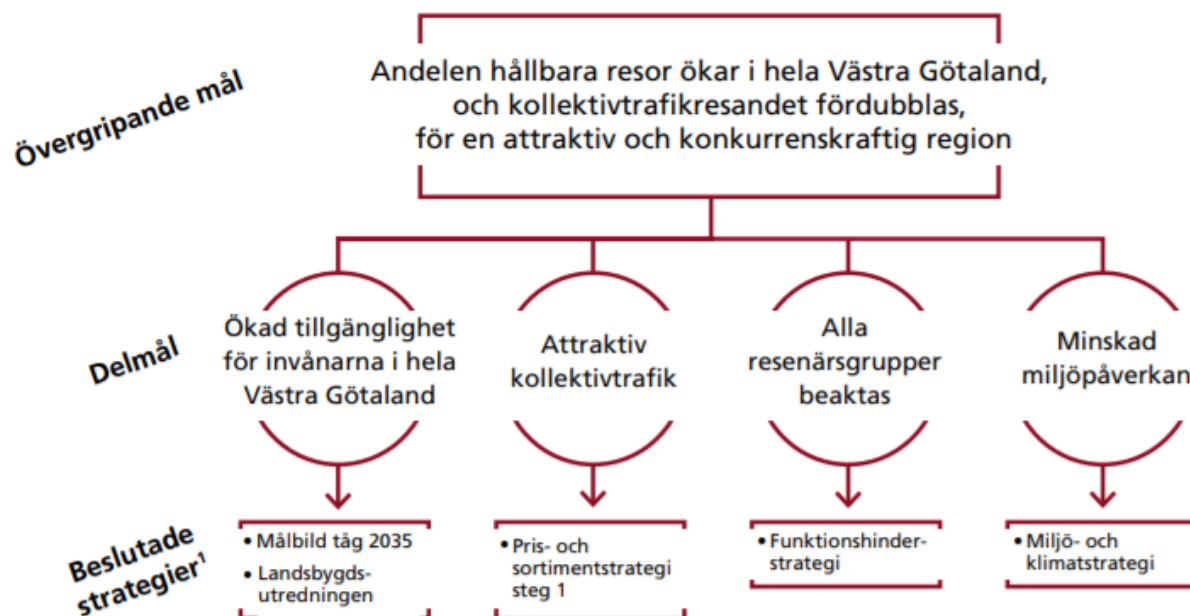 Övergripande mål
Andelen hållbara resor ökar i hela Västra Götaland,
och kollektivtrafikresandet fördubblas,
för en attraktiv och konkurrenskraftig region
Delmål
Ökad tillgänglighet
för invånarna i hela
Västra Götaland
Attraktiv
kollektivtrafik
Alla
resenärsgrupper
beaktas
Minskad
miljöpåverkan
Beslutade
strategier¹
• Målbild tåg 2035
• Landsbygds-
utredningen
• Pris- och
sortimentstrategi
steg 1
• Funktionshinder-
strategi
• Miljö- och
klimatstrategi